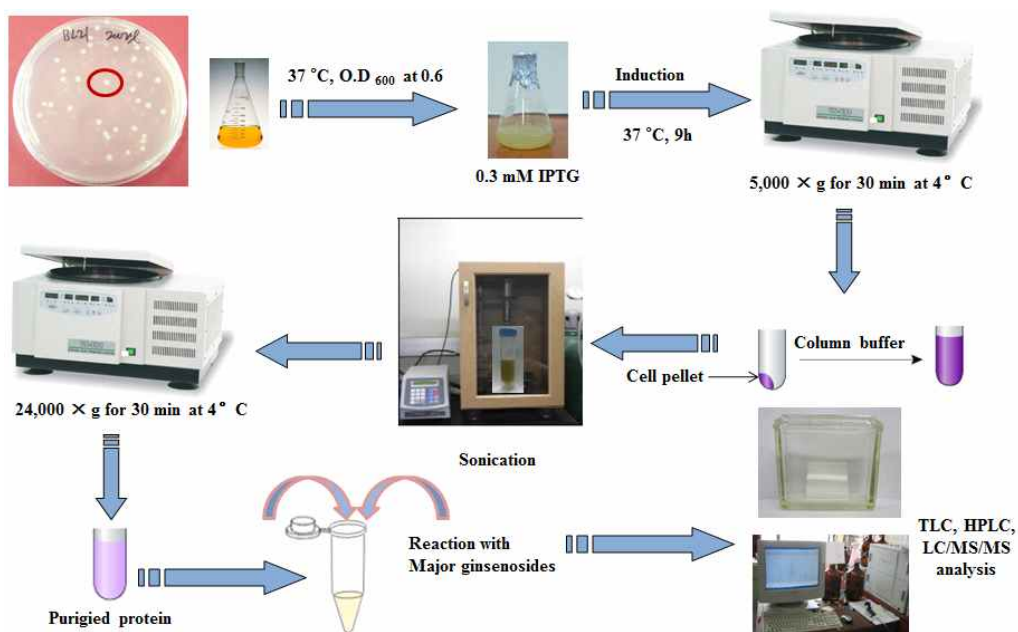 BL21
37 °C, O.D 600 at 0.6
0.3 mM IPTG
Induction
37 °C, 9h
5,000 × g for 30 min at 4° C
Column buffer
Cell pellet
Sonication
24,000 × g for 30 min at 4° C
Purigied protein
Reaction with
Major ginsenosides
TLC, HPLC,
LC/MS/MS
analysis